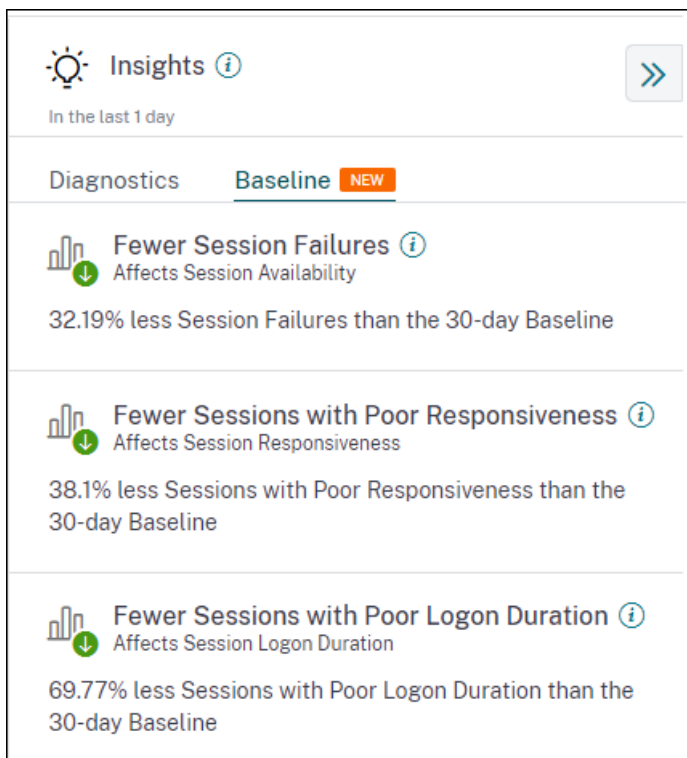 Insights
In the last 1 day
Diagnostics
Baseline NEW
Fewer Session Failures
Affects Session Availability
32.19% less Session Failures than the 30-day Baseline
Fewer Sessions with Poor Responsiveness
Affects Session Responsiveness
38.1% less Sessions with Poor Responsiveness than the
30-day Baseline
Fewer Sessions with Poor Logon Duration
Affects Session Logon Duration
69.77% less Sessions with Poor Logon Duration than the
30-day Baseline